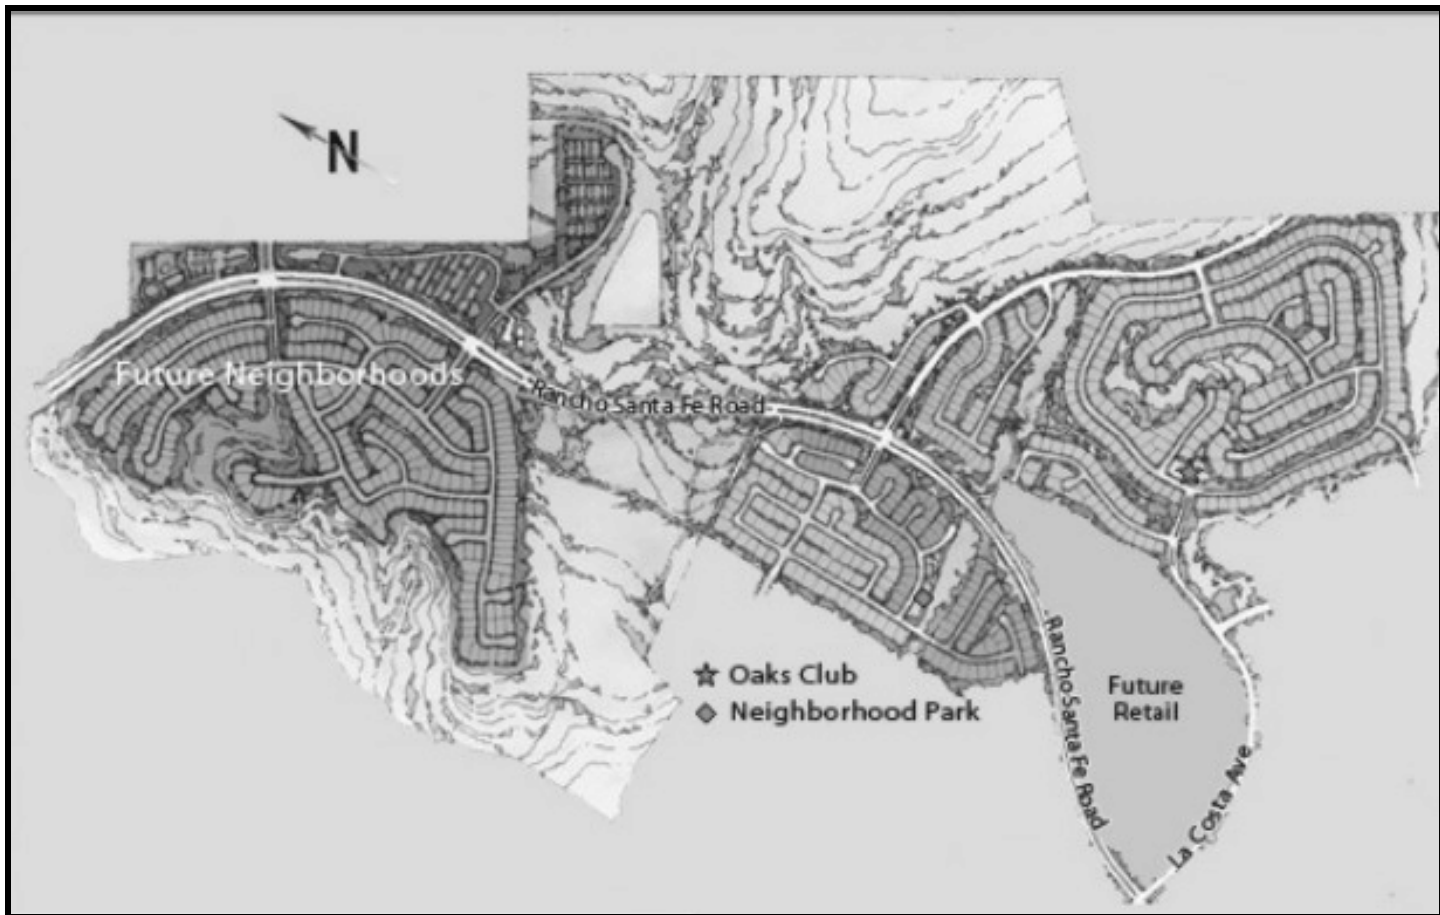 N
Future Neighborhoods
Rancho Santa Fe Road
Oaks Club
Neighborhood Park
Rancho Santa Fe Road
Future
Retail
La Costa Ave